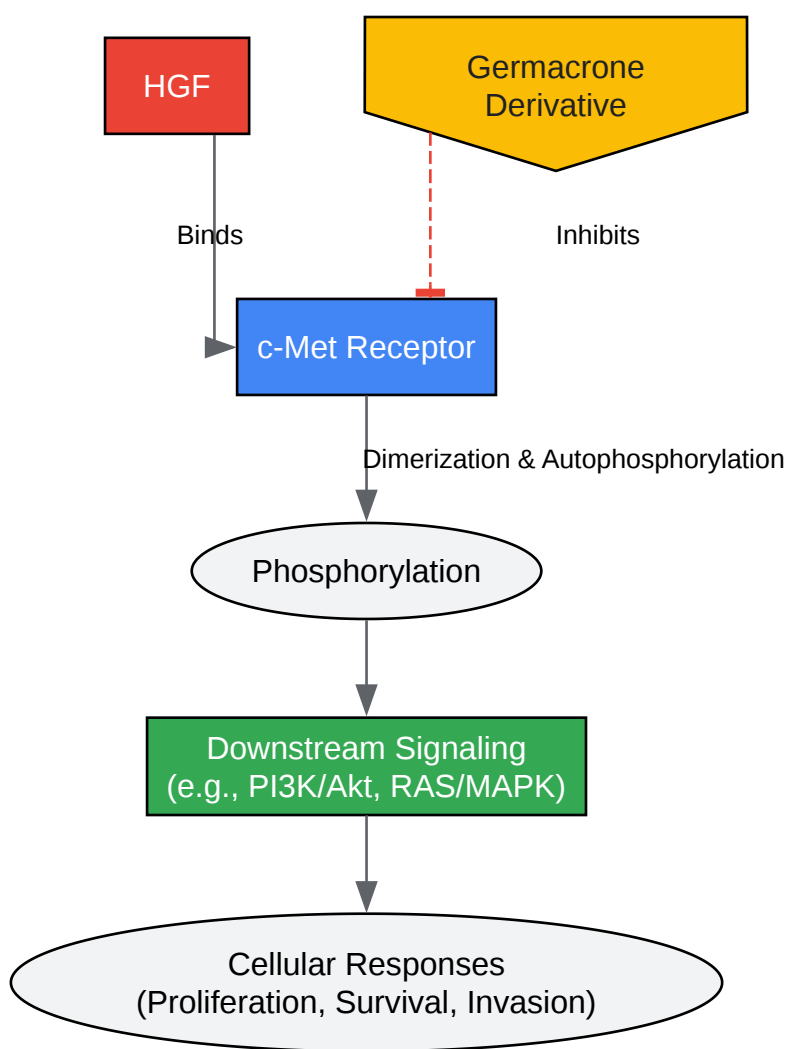 HGF
Germacrone
Derivative
Binds
Inhibits
c-Met Receptor
Dimerization & Autophosphorylation
Phosphorylation
Downstream Signaling
(e.g., PI3K/Akt, RAS/MAPK)
Cellular Responses
(Proliferation, Survival, Invasion)